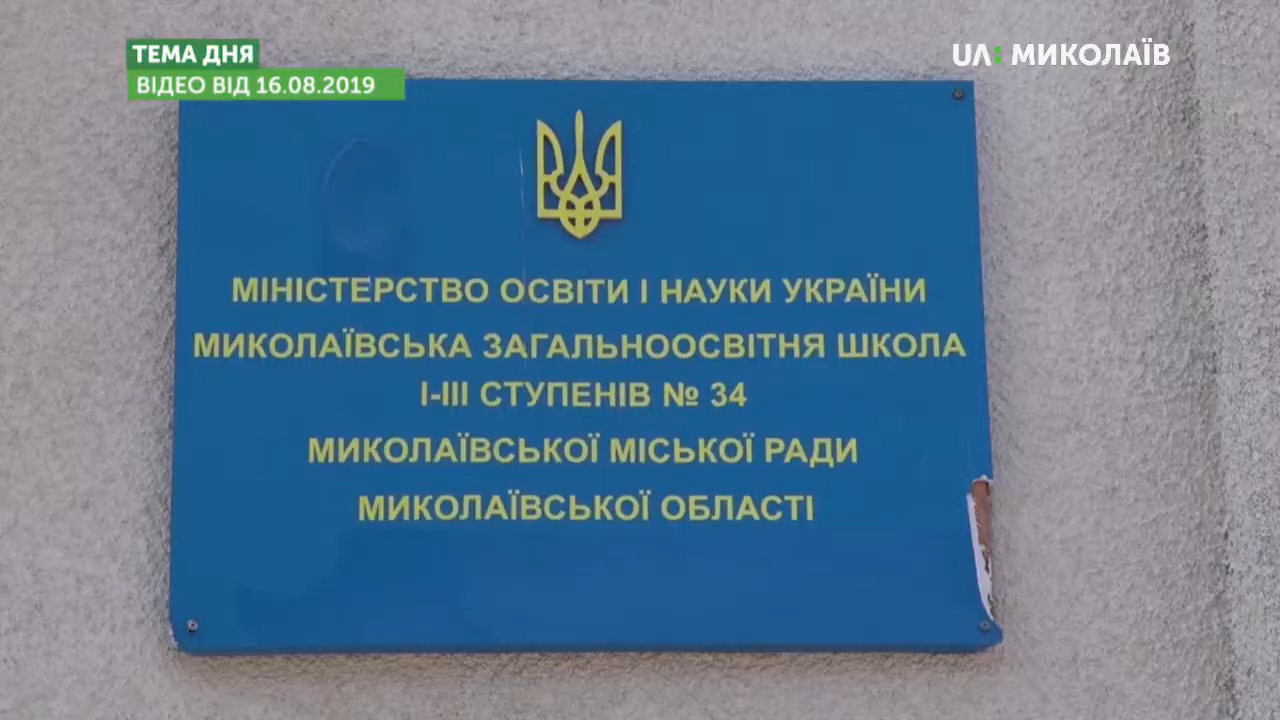 ТЕМА ДНЯ
ВІДЕО ВІД 16.08.2019
UA: МИКОЛАЇВ
МІНІСТЕРСТВО ОСВІТИ І НАУКИ УКРАЇНИ
МИКОЛАЇВСЬКА ЗАГАЛЬНООСВІТНЯ ШКОЛА
І-ІІІ СТУПЕНІВ № 34
МИКОЛАЇВСЬКОЇ МІСЬКОЇ РАДИ
МИКОЛАЇВСЬКОЇ ОБЛАСТІ